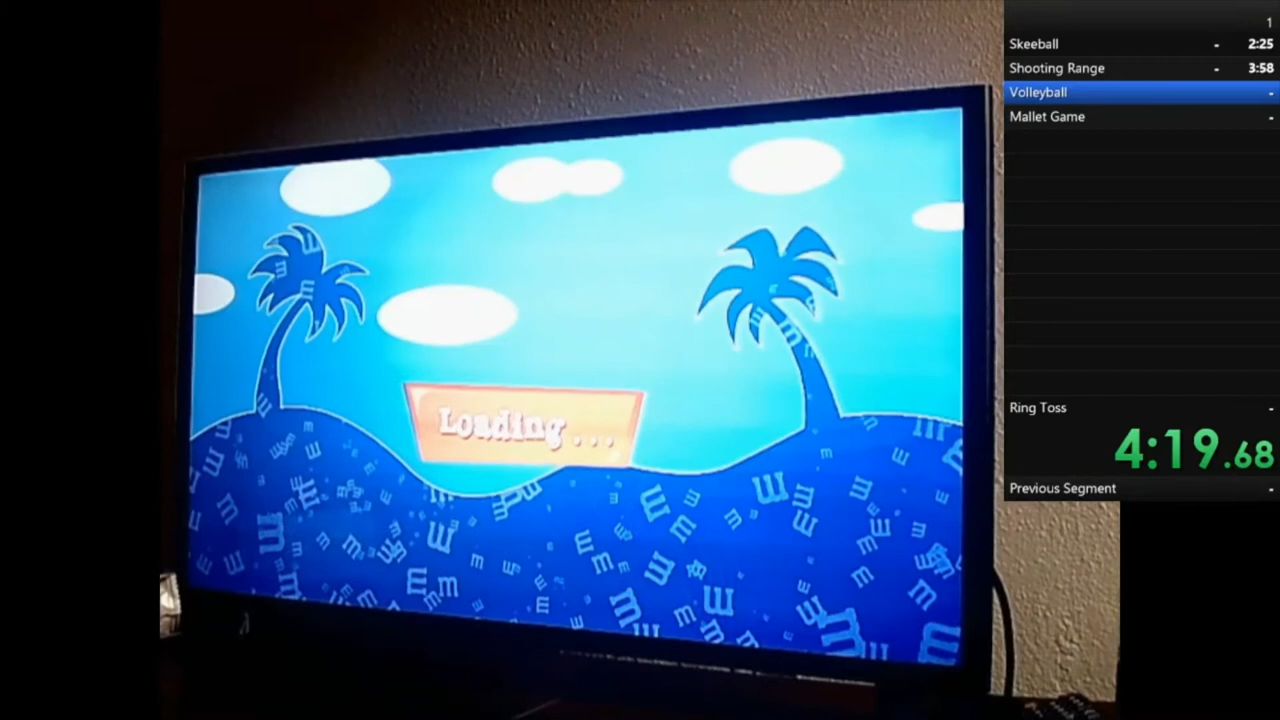 1
Skeeball - 2:25
Shooting Range - 3:58
Volleyball -
Mallet Game -
Loading...
Ring Toss -
4:19.68
Previous Segment -